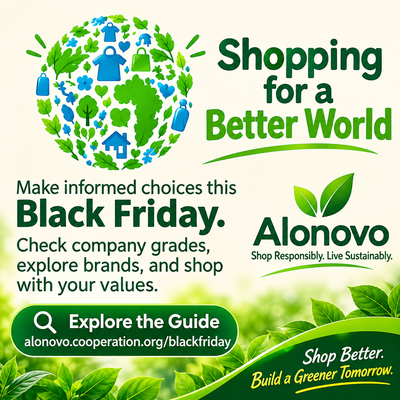 Shopping
for a
Better World
Make informed choices this
Black Friday.
Check company grades,
explore brands, and shop
with your values.
Alonovo
Shop Responsibly. Live Sustainably.
Explore the Guide
alonovo.cooperation.org/blackfriday
Shop Better.
Build a Greener Tomorrow.